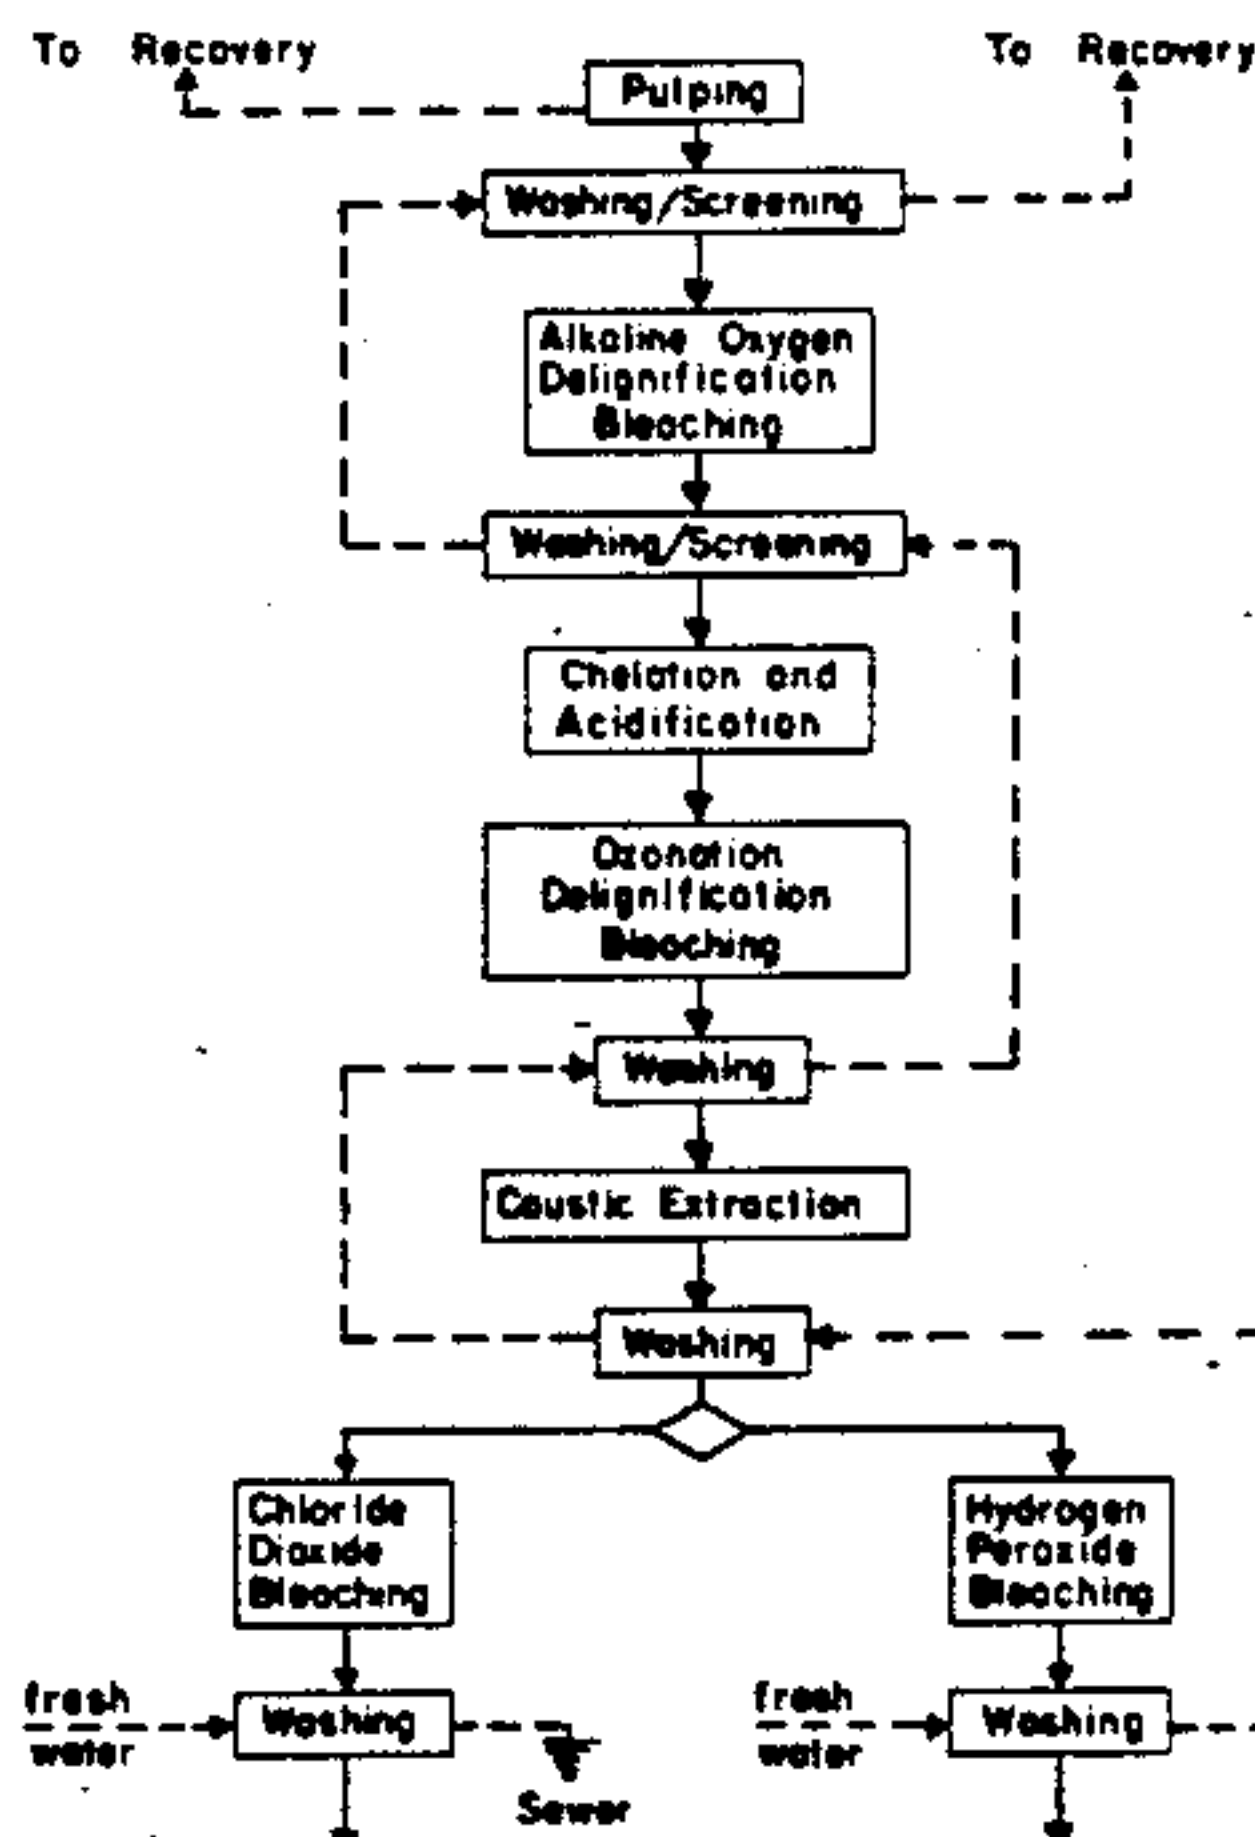 To Recovery
To Recovery
Pulping
Washing/Screening
Alkaline Oxygen
Delignification
Bleaching
Washing/Screening
Chelation and
Acidification
Ozonation
Delignification
Bleaching
Washing
Caustic Extraction
Washing
Chloride
Dioxide
Bleaching
Hydrogen
Peroxide
Bleaching
fresh
water
Washing
Sewer
fresh
water
Washing